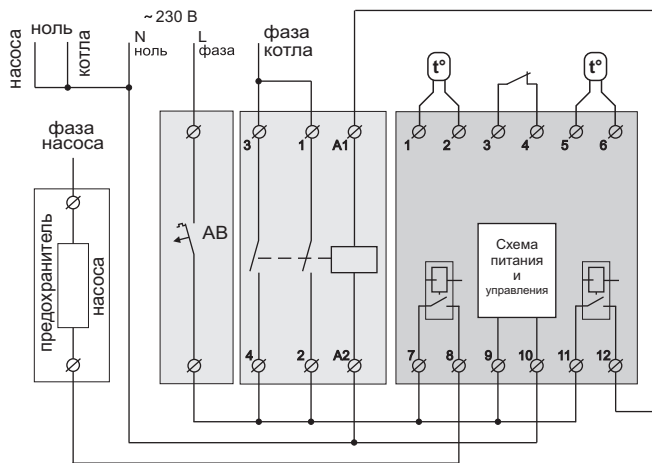 ~ 230 В
ноль
N
ноль
L
фаза
фаза
котла
насоса
котла
фаза
насоса
t°
t°
3
1
A1
1
2
3
4
5
6
АВ
предохранитель
насоса
Схема
питания
и
управления
4
2
A2
7
8
9
10
11
12